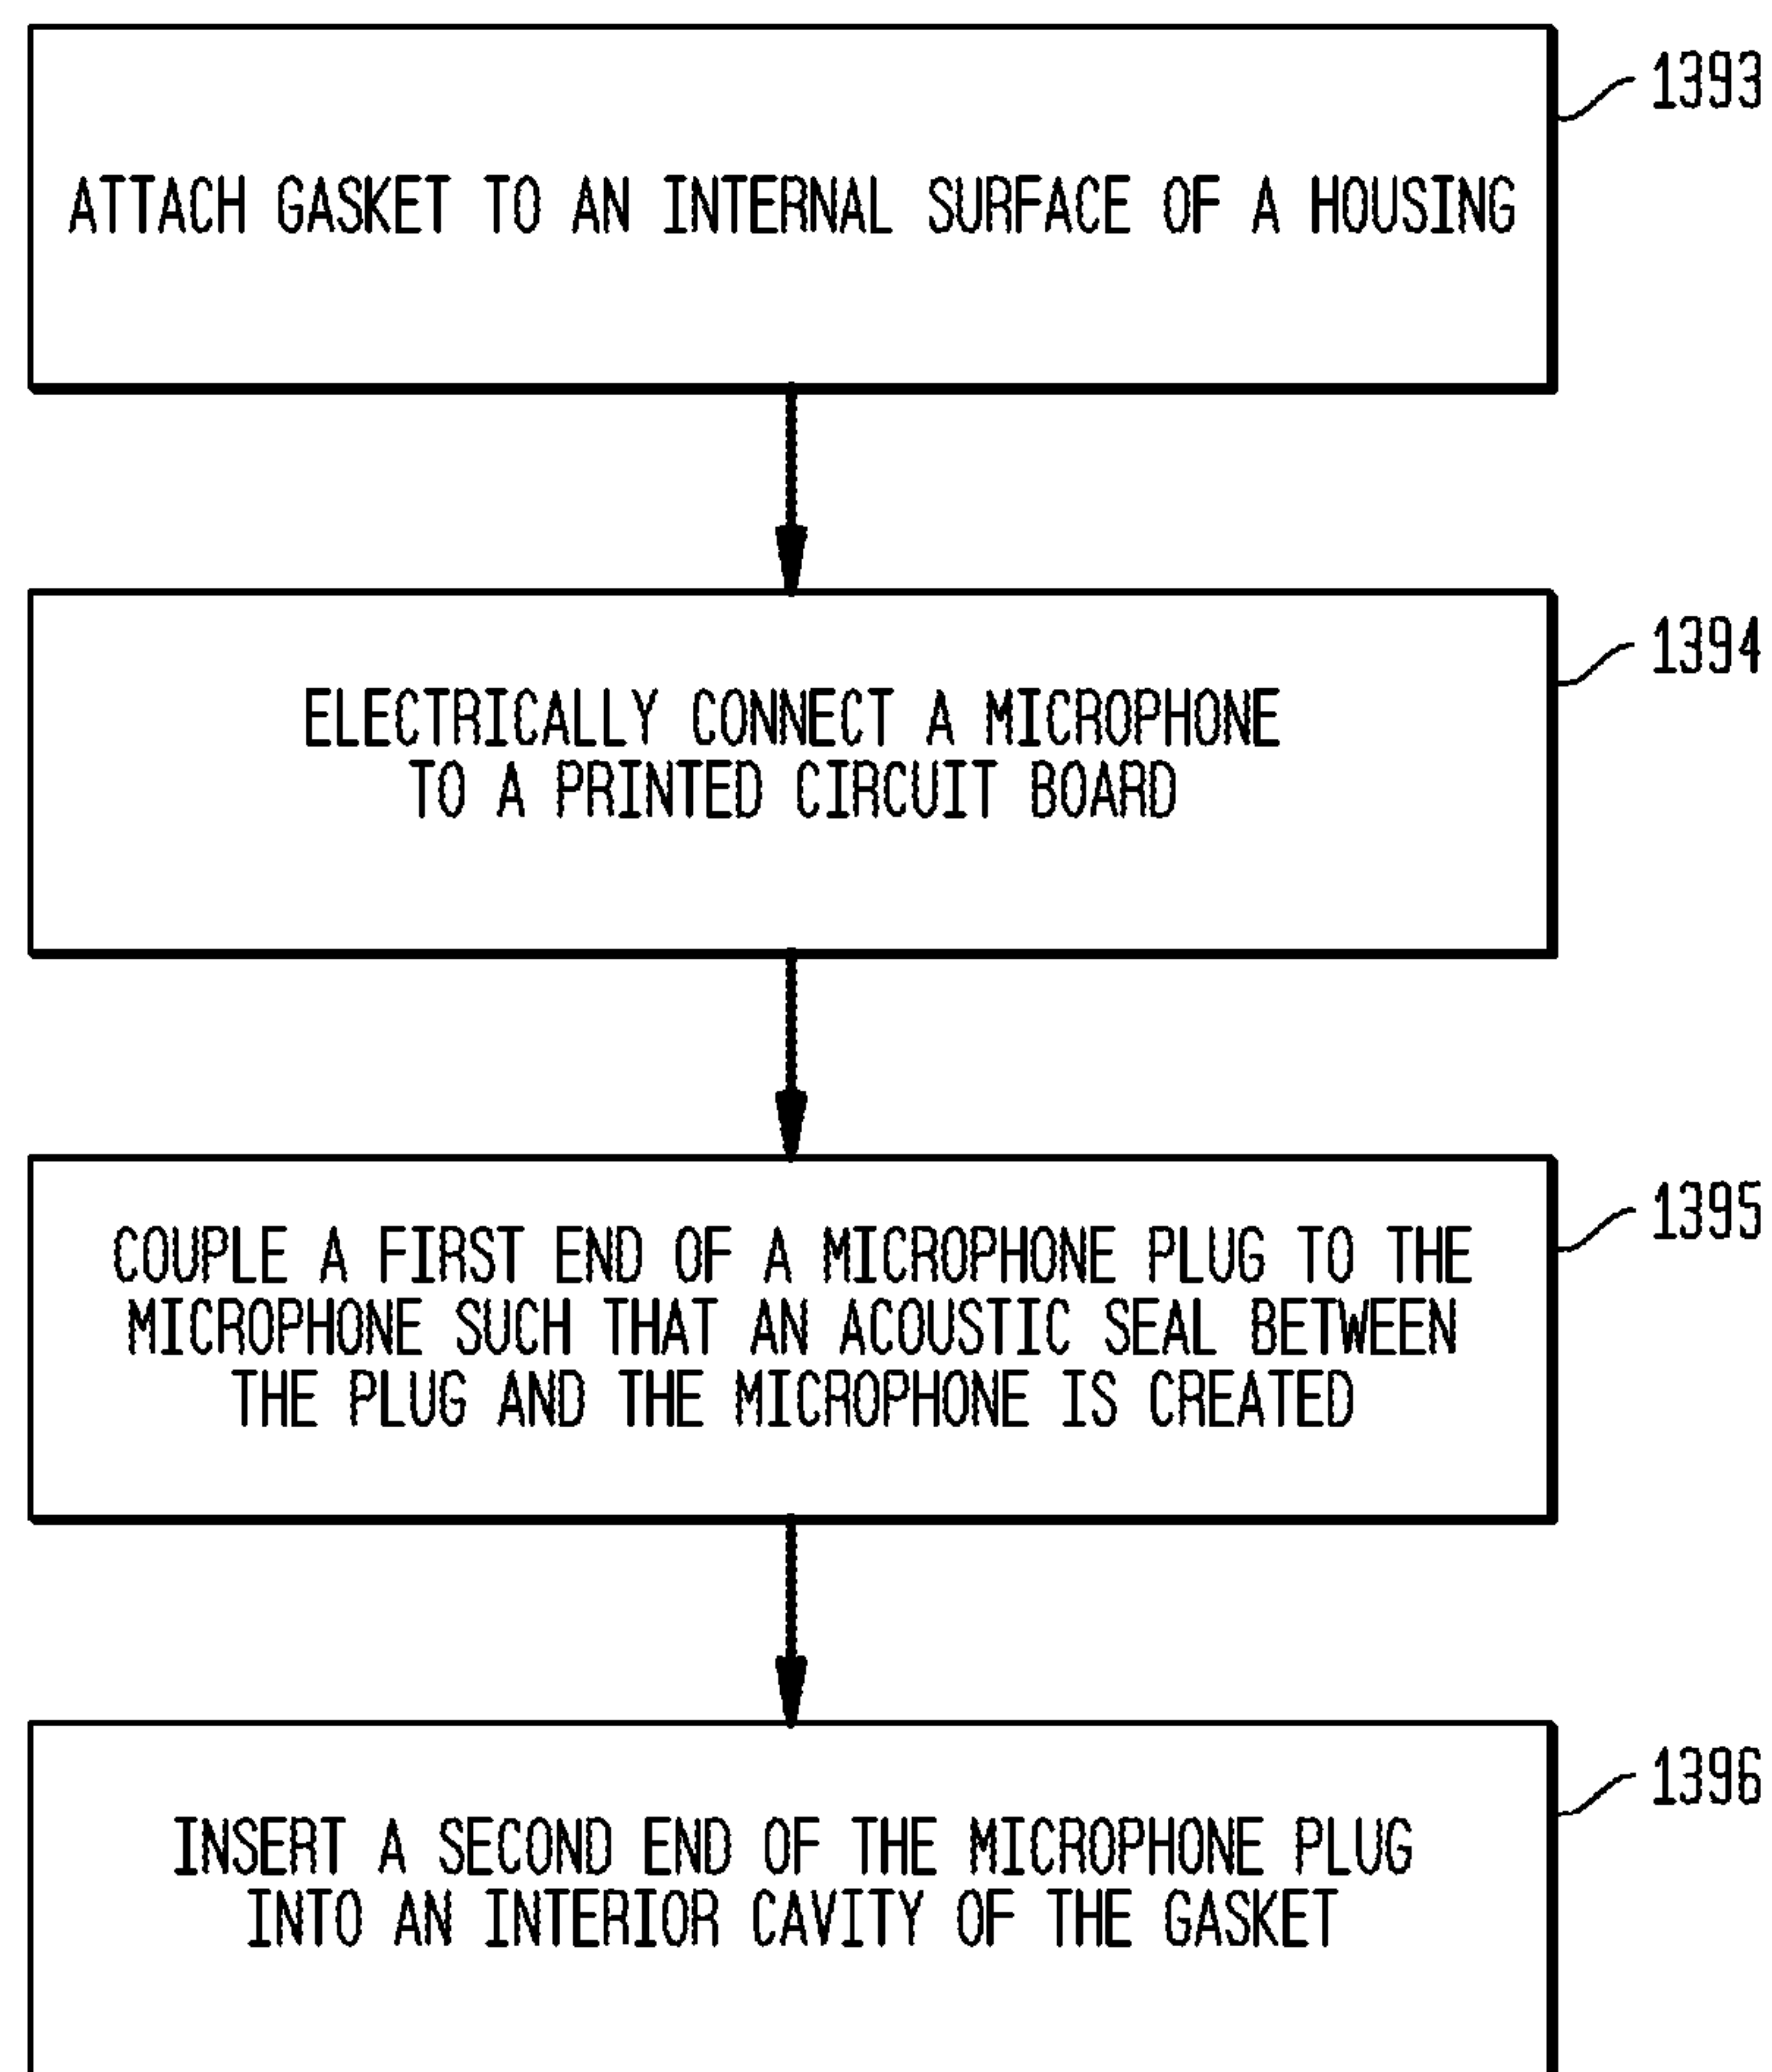 1393
ATTACH GASKET TO AN INTERNAL SURFACE OF A HOUSING
1394
ELECTRICALLY CONNECT A MICROPHONE
TO A PRINTED CIRCUIT BOARD
1395
COUPLE A FIRST END OF A MICROPHONE PLUG TO THE
MICROPHONE SUCH THAT AN ACOUSTIC SEAL BETWEEN
THE PLUG AND THE MICROPHONE IS CREATED
1396
INSERT A SECOND END OF THE MICROPHONE PLUG
INTO AN INTERIOR CAVITY OF THE GASKET